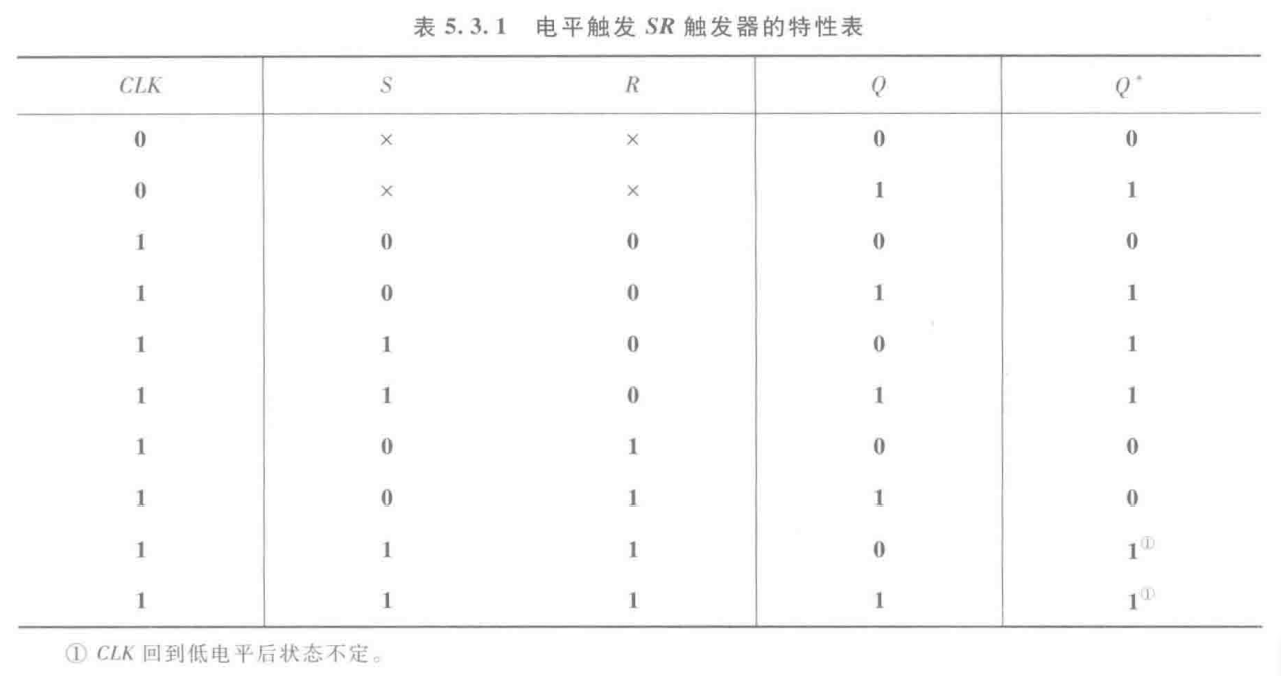 表 5.3.1 电平触发 SR 触发器的特性表
CLK S R Q Q*
0 × × 0 0
0 × × 1 1
1 0 0 0 0
1 0 0 1 1
1 1 0 0 1
1 1 0 1 1
1 0 1 0 0
1 0 1 1 0
1 1 1 0 1①
1 1 1 1 1①
① CLK 回到低电平后状态不定。